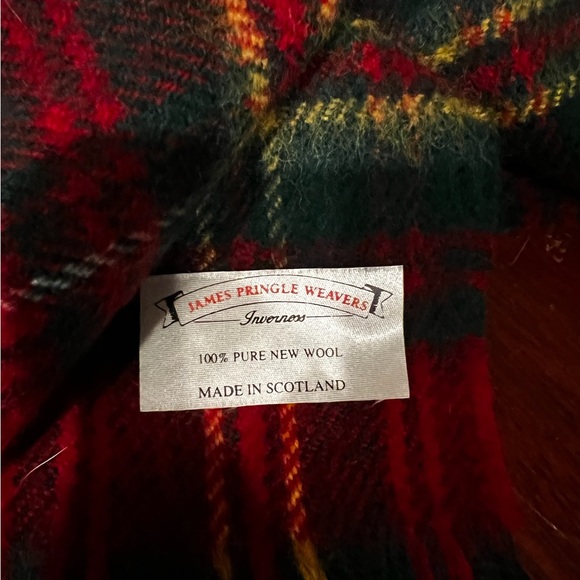 JAMES PRINGLE WEAVERS
Inverness
100% PURE NEW WOOL
MADE IN SCOTLAND